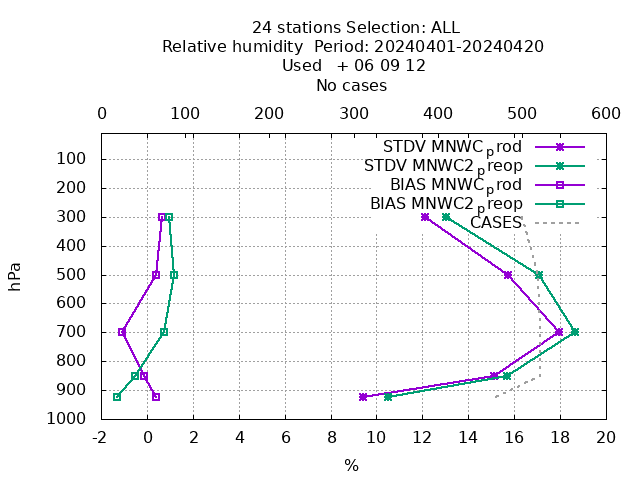 24 stations Selection: ALL
Relative humidity  Period: 20240401-20240420
Used   + 06 09 12
No cases
0 100 200 300 400 500 600
STDV MNWC_prod
STDV MNWC2_preop
BIAS MNWC_prod
BIAS MNWC2_preop
CASES
100
200
300
400
500
600
700
800
900
1000
hPa
-2 0 2 4 6 8 10 12 14 16 18 20
%